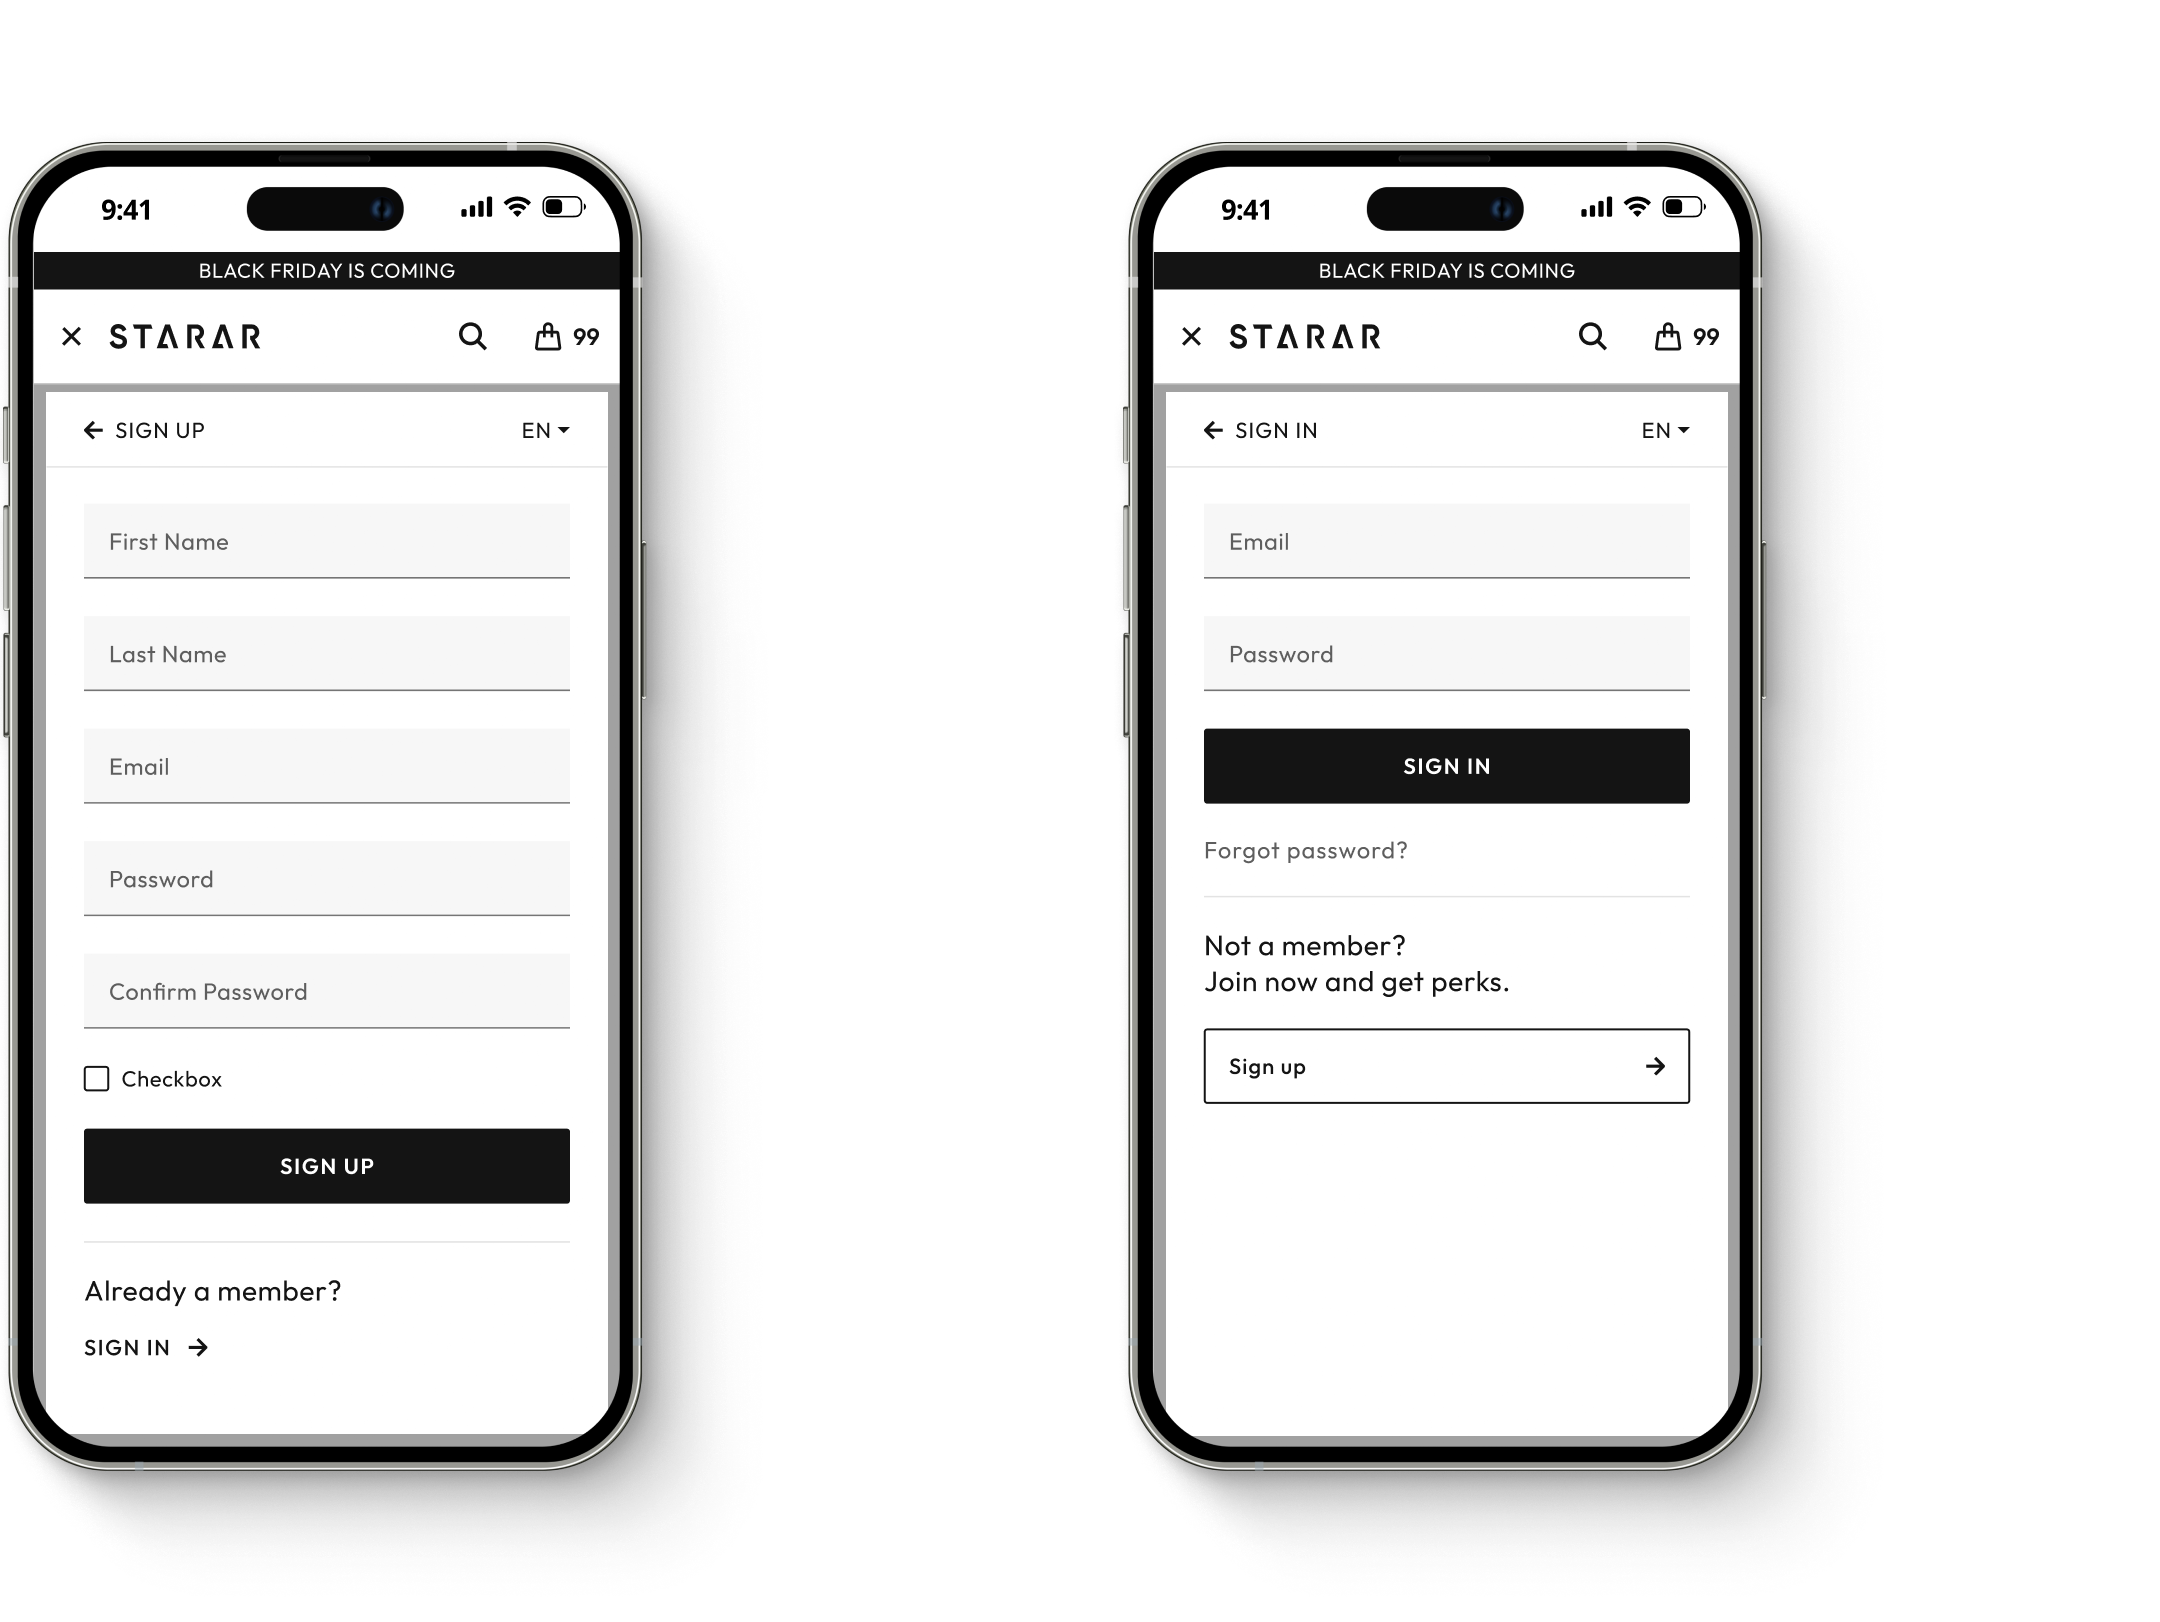 9:41
BLACK FRIDAY IS COMING
STARAR
99
SIGN UP
EN
First Name
Last Name
Email
Password
Confirm Password
Checkbox
SIGN UP
Already a member?
SIGN IN
9:41
BLACK FRIDAY IS COMING
STARAR
99
SIGN IN
EN
Email
Password
SIGN IN
Forgot password?
Not a member?
Join now and get perks.
Sign up